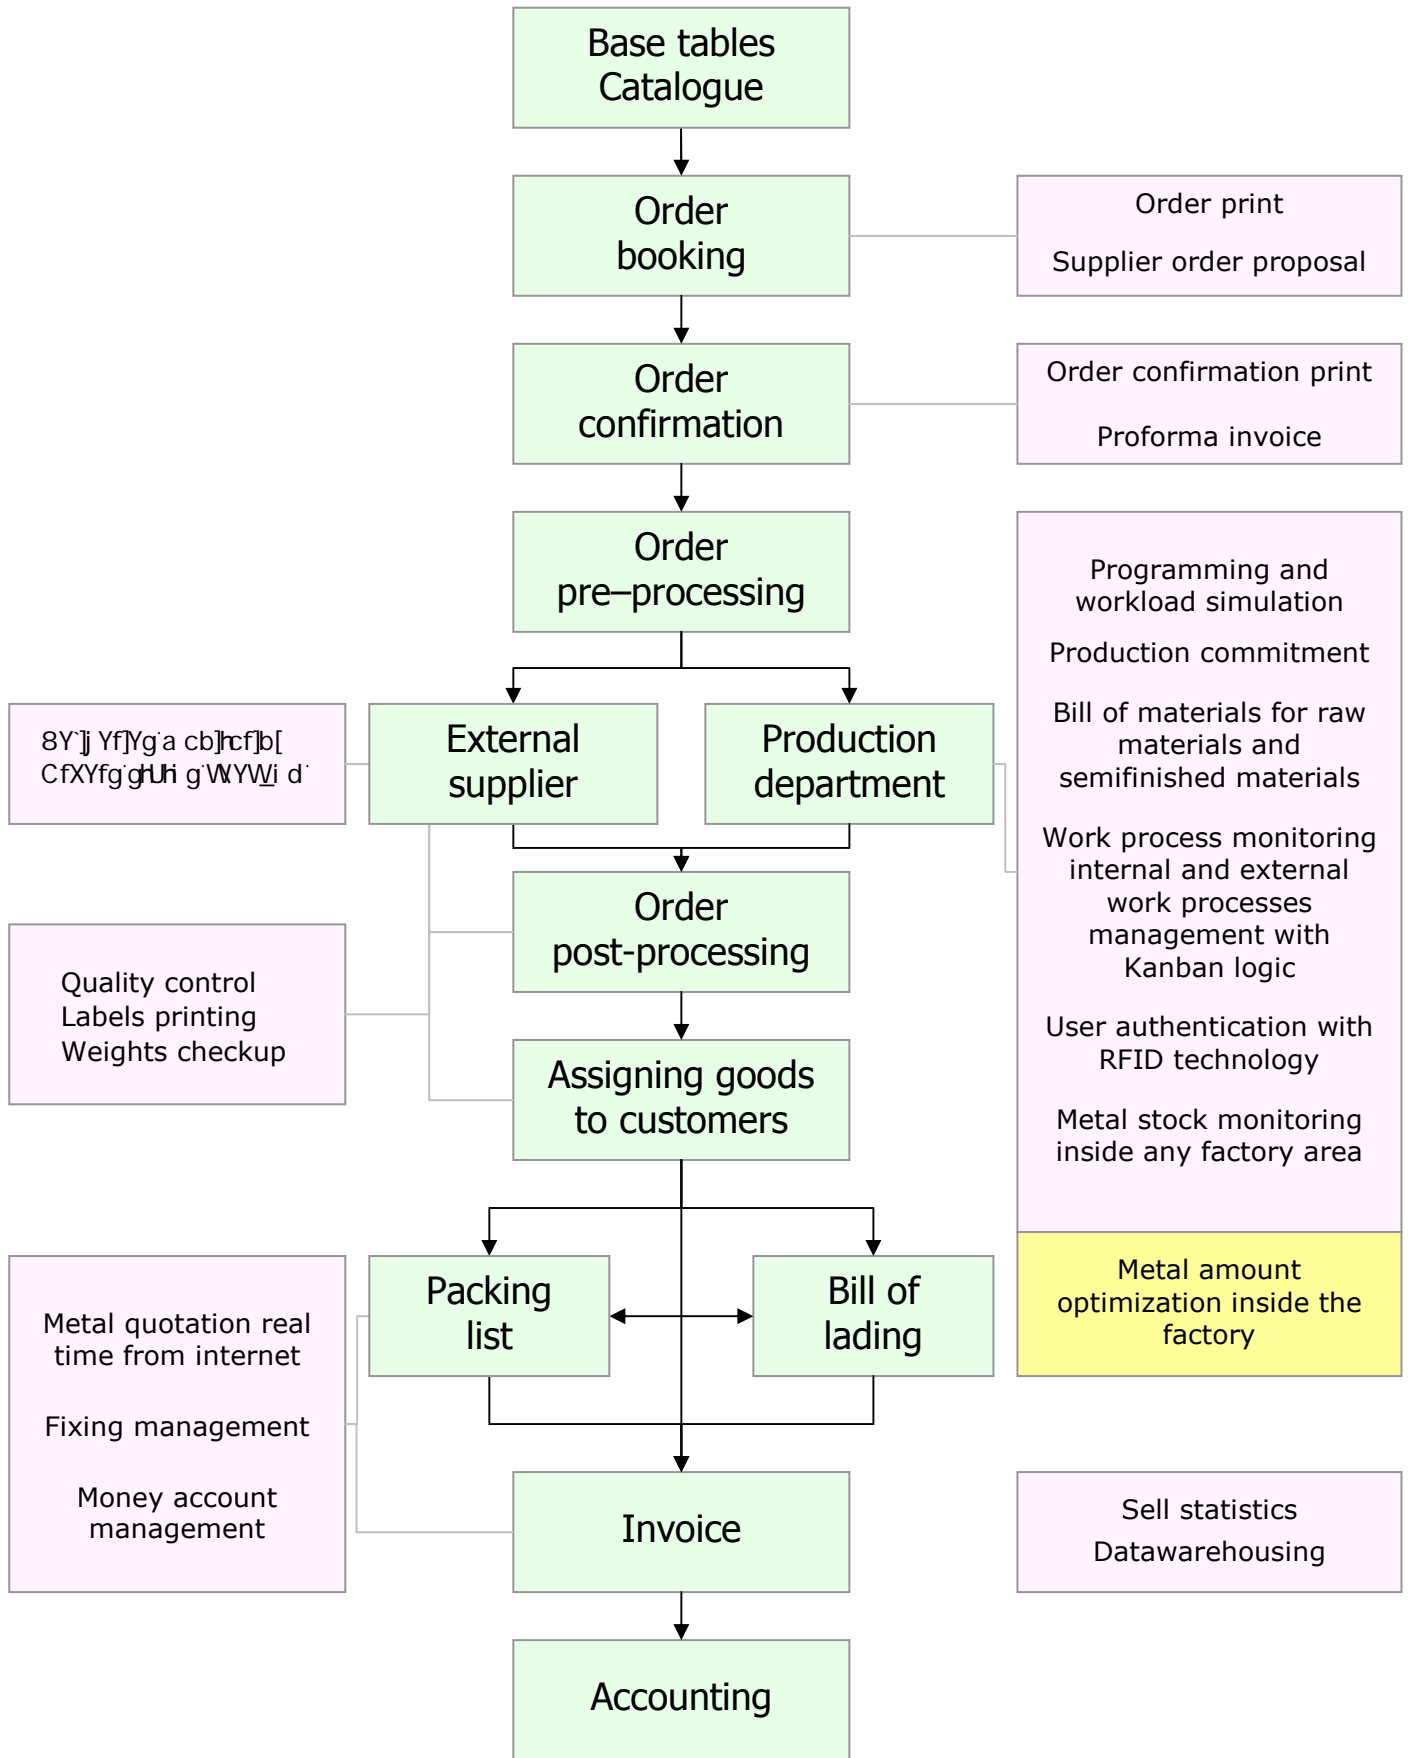 Base tables
Catalogue
Order
booking
Order print
Supplier order proposal
Order
confirmation
Order confirmation print
Proforma invoice
Order
pre–processing
Programming and
workload simulation
Production commitment
Bill of materials for raw
materials and
semifinished materials
Work process monitoring
internal and external
work processes
management with
Kanban logic
User authentication with
RFID technology
Metal stock monitoring
inside any factory area
External
supplier
Production
department
Order
post-processing
Quality control
Labels printing
Weights checkup
Assigning goods
to customers
Packing
list
Bill of
lading
Metal amount
optimization inside the
factory
Metal quotation real
time from internet
Fixing management
Money account
management
Invoice
Sell statistics
Datawarehousing
Accounting